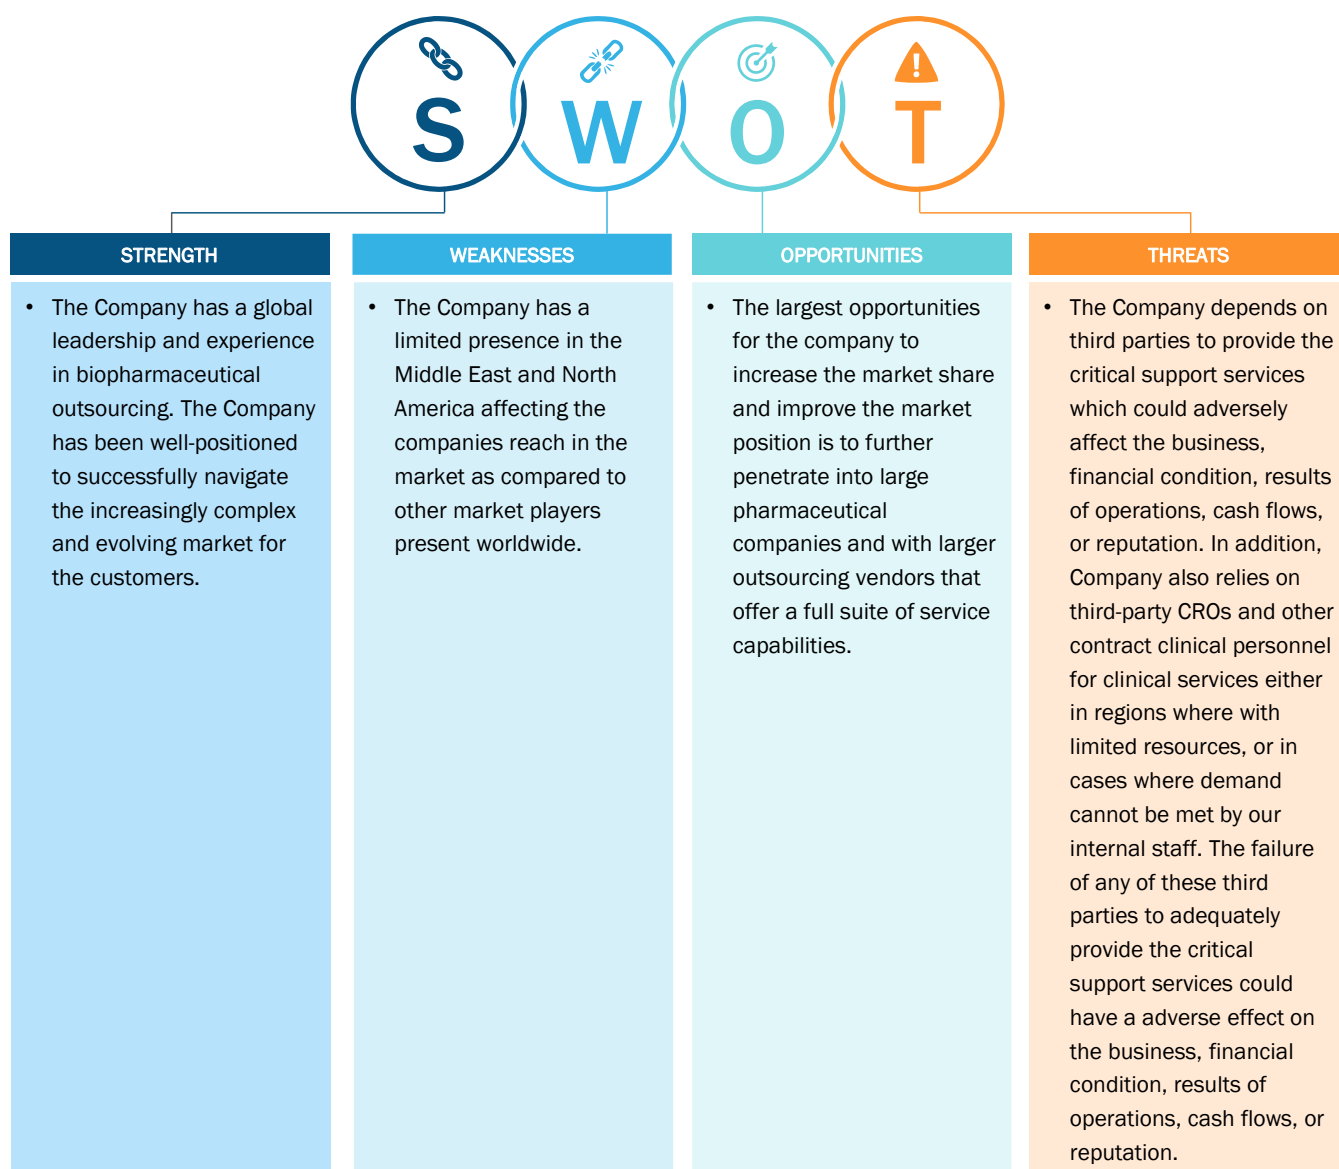 S
W
O
T
STRENGTH
• The Company has a global
leadership and experience
in biopharmaceutical
outsourcing. The Company
has been well-positioned
to successfully navigate
the increasingly complex
and evolving market for
the customers.
WEAKNESSES
• The Company has a
limited presence in the
Middle East and North
America affecting the
companies reach in the
market as compared to
other market players
present worldwide.
OPPORTUNITIES
• The largest opportunities
for the company to
increase the market share
and improve the market
position is to further
penetrate into large
pharmaceutical
companies and with larger
outsourcing vendors that
offer a full suite of service
capabilities.
THREATS
• The Company depends on
third parties to provide the
critical support services
which could adversely
affect the business,
financial condition, results
of operations, cash flows,
or reputation. In addition,
Company also relies on
third-party CROs and other
contract clinical personnel
for clinical services either
in regions where with
limited resources, or in
cases where demand
cannot be met by our
internal staff. The failure
of any of these third
parties to adequately
provide the critical
support services could
have a adverse effect on
the business, financial
condition, results of
operations, cash flows, or
reputation.